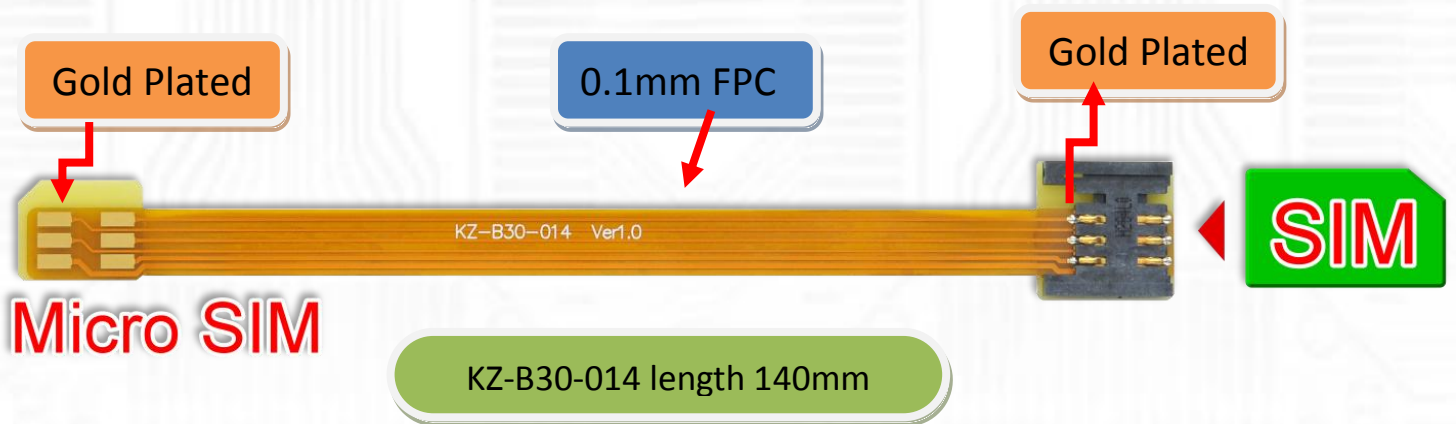 Gold Plated
0.1mm FPC
Gold Plated
KZ-B30-014 Ver1.0
SIM
Micro SIM
KZ-B30-014 length 140mm